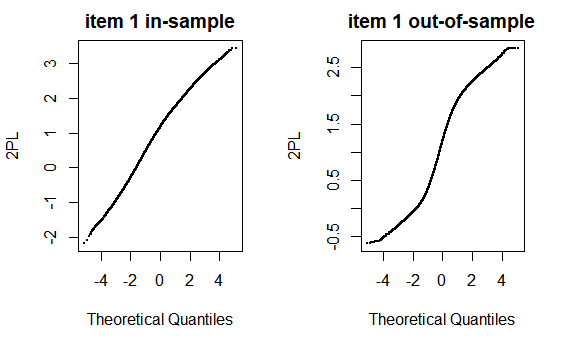 item 1 in-sample
2PL
3
2
1
0
-1
-2
-4 -2 0 2 4
Theoretical Quantiles
item 1 out-of-sample
2PL
2.5
1.5
0.5
-0.5
-4 -2 0 2 4
Theoretical Quantiles